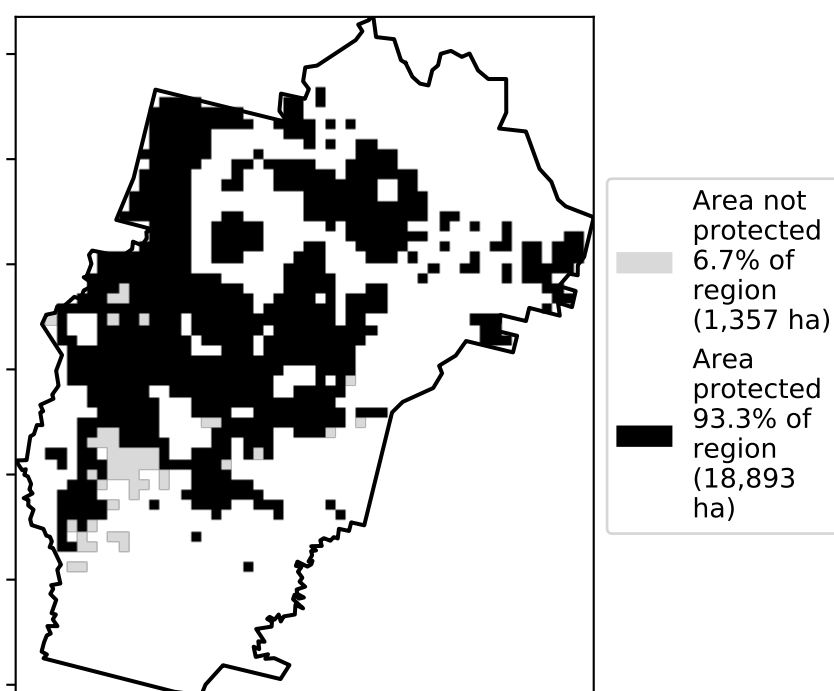 Area not
protected
6.7% of
region
(1,357 ha)
Area
protected
93.3% of
region
(18,893
ha)